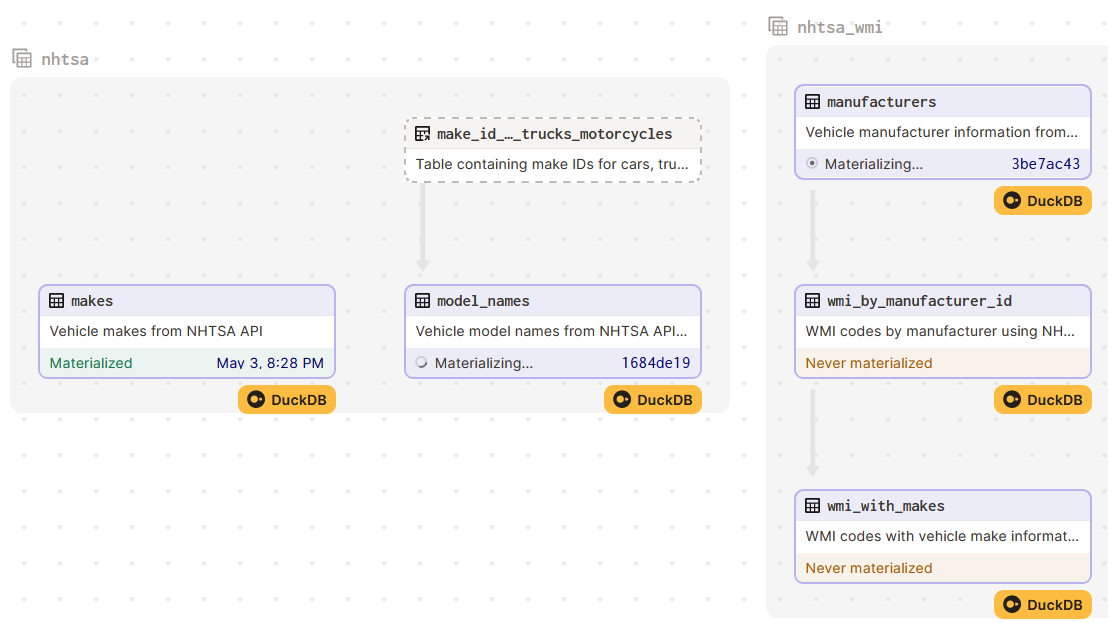 nhtsa
make_id_…_trucks_motorcycles
Table containing make IDs for cars, tru...
makes
Vehicle makes from NHTSA API
Materialized May 3, 8:28 PM
DuckDB
model_names
Vehicle model names from NHTSA API...
Materializing... 1684de19
DuckDB
nhtsa_wmi
manufacturers
Vehicle manufacturer information from...
Materializing... 3be7ac43
DuckDB
wmi_by_manufacturer_id
WMI codes by manufacturer using NH...
Never materialized
DuckDB
wmi_with_makes
WMI codes with vehicle make informat...
Never materialized
DuckDB